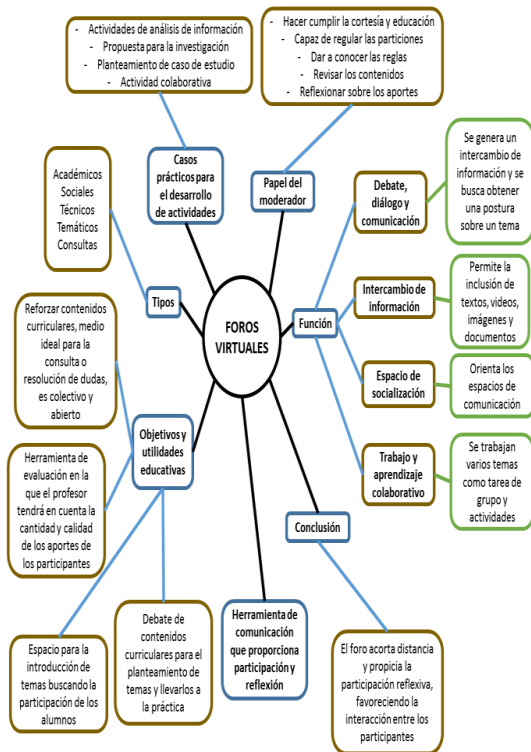 - Actividades de análisis de información
- Propuesta para la investigación
- Planteamiento de caso de estudio
- Actividad colaborativa
- Hacer cumplir la cortesía y educación
- Capaz de regular las particiones
- Dar a conocer las reglas
- Revisar los contenidos
- Reflexionar sobre los aportes
Casos
prácticos para
el desarrollo
de actividades
Papel del
moderador
Académicos
Sociales
Técnicos
Temáticos
Consultas
Tipos
FOROS
VIRTUALES
Función
Debate,
diálogo y
comunicación
Se genera un
intercambio de
información y se
busca obtener
una postura
sobre un tema
Intercambio de
información
Permite la
inclusión de
textos, videos,
imágenes y
documentos
Espacio de
socialización
Orienta los
espacios de
comunicación
Trabajo y
aprendizaje
colaborativo
Se trabajan
varios temas
como tarea de
grupo y
actividades
Reforzar contenidos
curriculares, medio
ideal para la
consulta o
resolución de dudas,
es colectivo y
abierto
Objetivos y
utilidades
educativas
Herramienta de
evaluación en la
que el profesor
tendrá en cuenta la
cantidad y calidad
de los aportes de
los participantes
Espacio para la
introducción de
temas buscando la
participación de los
alumnos
Debate de
contenidos
curriculares para el
planteamiento de
temas y llevarlos a
la práctica
Herramienta de
comunicación
que proporciona
participación y
reflexión
Conclusión
El foro acorta distancia
y propicia la
participación reflexiva,
favoreciendo la
interacción entre los
participantes